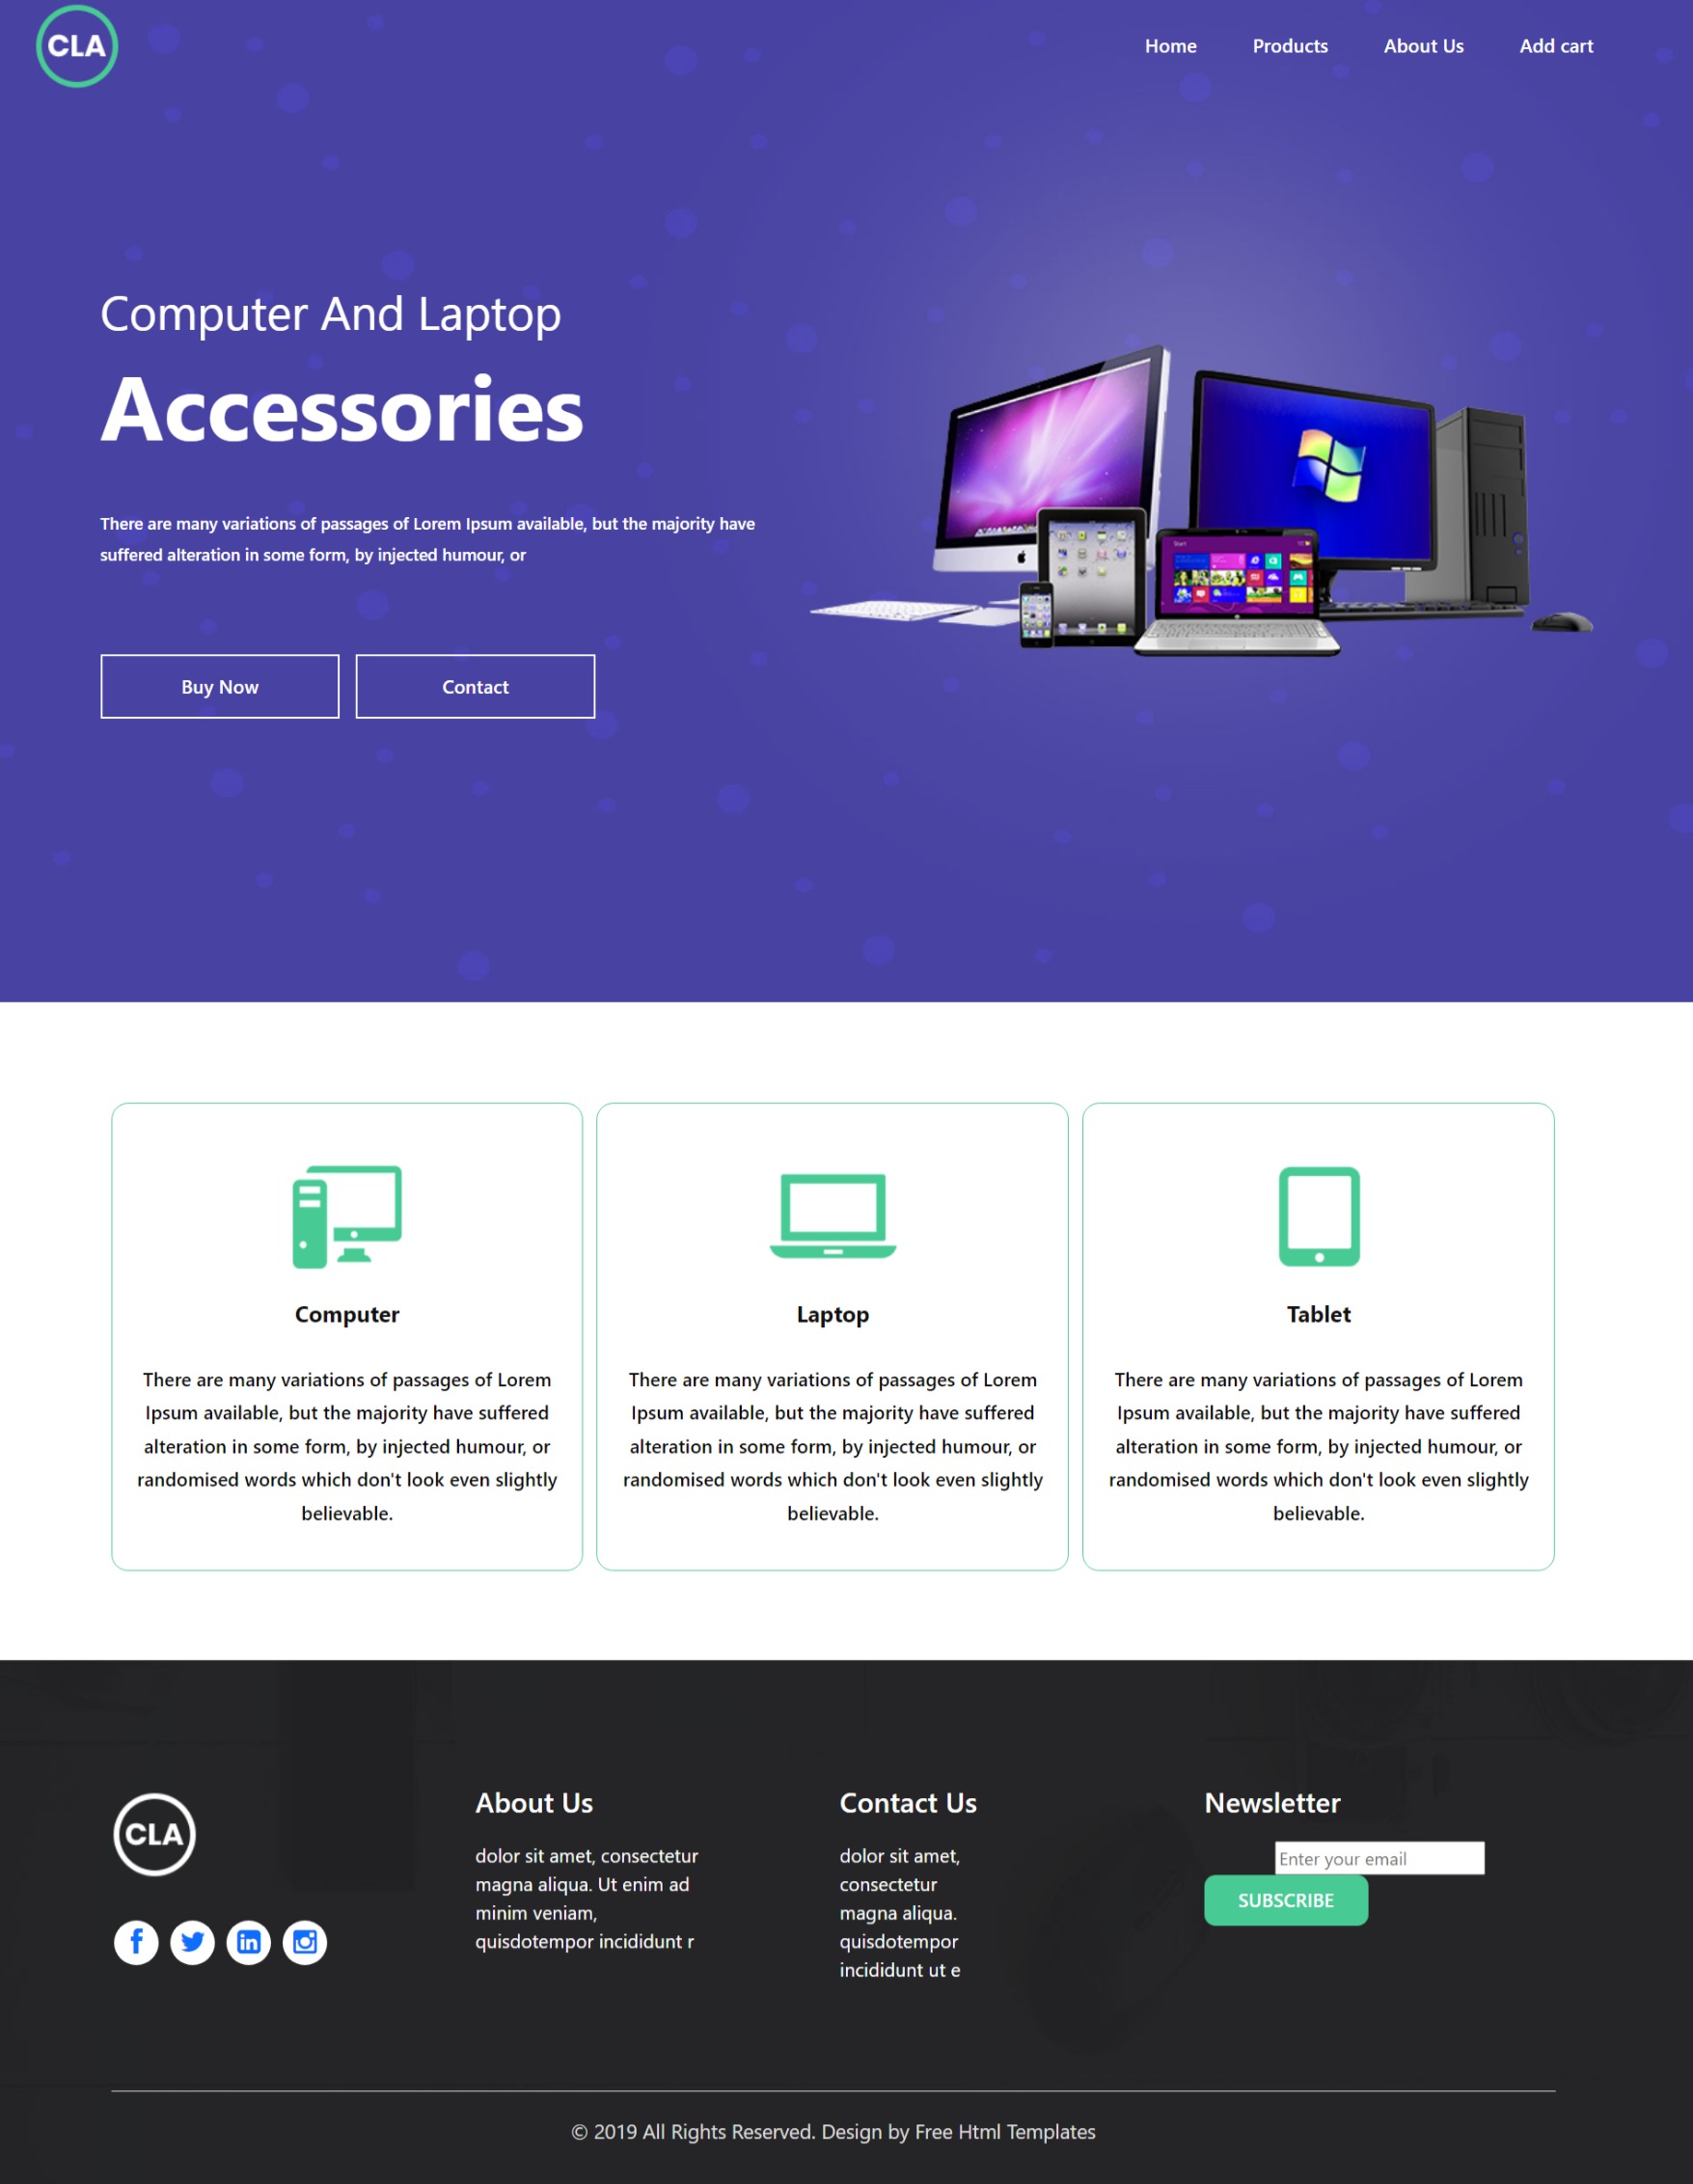 CLA
Home Products About Us Add cart
Computer And Laptop
Accessories
There are many variations of passages of Lorem Ipsum available, but the majority have
suffered alteration in some form, by injected humour, or
Buy Now
Contact
Start
Computer
There are many variations of passages of Lorem
Ipsum available, but the majority have suffered
alteration in some form, by injected humour, or
randomised words which don't look even slightly
believable.
Laptop
There are many variations of passages of Lorem
Ipsum available, but the majority have suffered
alteration in some form, by injected humour, or
randomised words which don't look even slightly
believable.
Tablet
There are many variations of passages of Lorem
Ipsum available, but the majority have suffered
alteration in some form, by injected humour, or
randomised words which don't look even slightly
believable.
CLA
About Us
dolor sit amet, consectetur
magna aliqua. Ut enim ad
minim veniam,
quisdotempor incididunt r
Contact Us
dolor sit amet,
consectetur
magna aliqua.
quisdotempor
incididunt ut e
Newsletter
Enter your email
SUBSCRIBE
© 2019 All Rights Reserved. Design by Free Html Templates